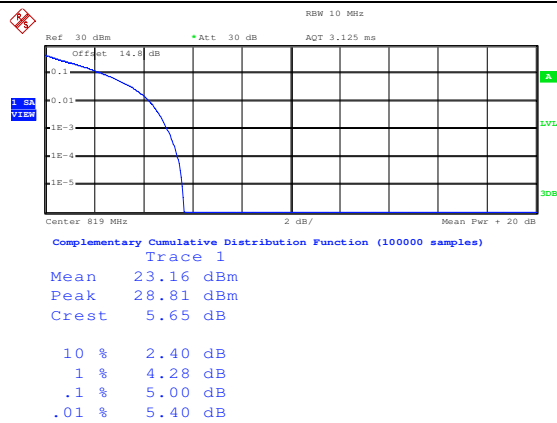 RBW 10 MHz
Ref 30 dBm *Att 30 dB AQT 3.125 ms
Offset 14.8 dB
0.1
A
1 SA
VIEW
0.01
1E-3
LVL
1E-4
1E-5
3DB
Center 819 MHz 2 dB/ Mean Pwr + 20 dB
Complementary Cumulative Distribution Function (100000 samples)
Trace 1
Mean 23.16 dBm
Peak 28.81 dBm
Crest 5.65 dB
10 % 2.40 dB
1 % 4.28 dB
.1 % 5.00 dB
.01 % 5.40 dB